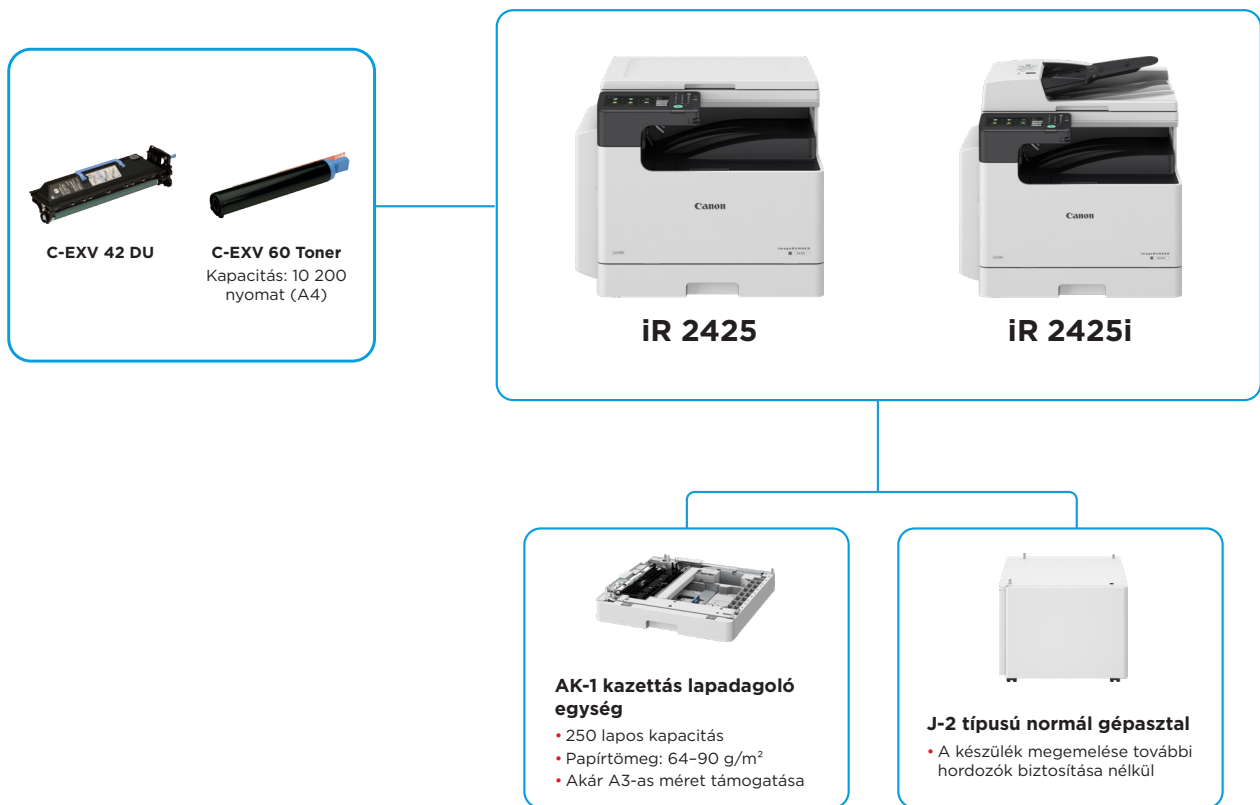 C-EXV 42 DU
C-EXV 60 Toner
Kapacitás: 10 200
nyomat (A4)
Canon
Canon
iR 2425
iR 2425i
AK-1 kazettás lapadagoló
egység
• 250 lapos kapacitás
• Papírtömeg: 64–90 g/m²
• Akár A3-as méret támogatása
J-2 típusú normál gépasztal
• A készülék megemelése további
hordozók biztosítása nélkül